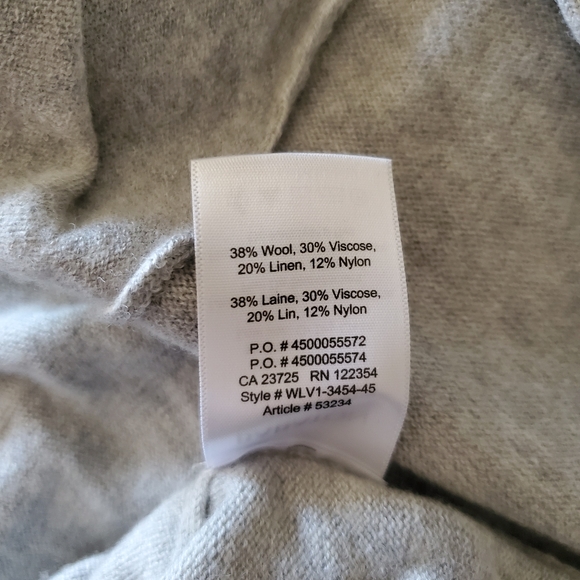 38% Wool, 30% Viscose,
20% Linen, 12% Nylon
38% Laine, 30% Viscose,
20% Lin, 12% Nylon
P.O. # 4500055572
P.O. # 4500055574
CA 23725 RN 122354
Style # WLV1-3454-45
Article # 53234